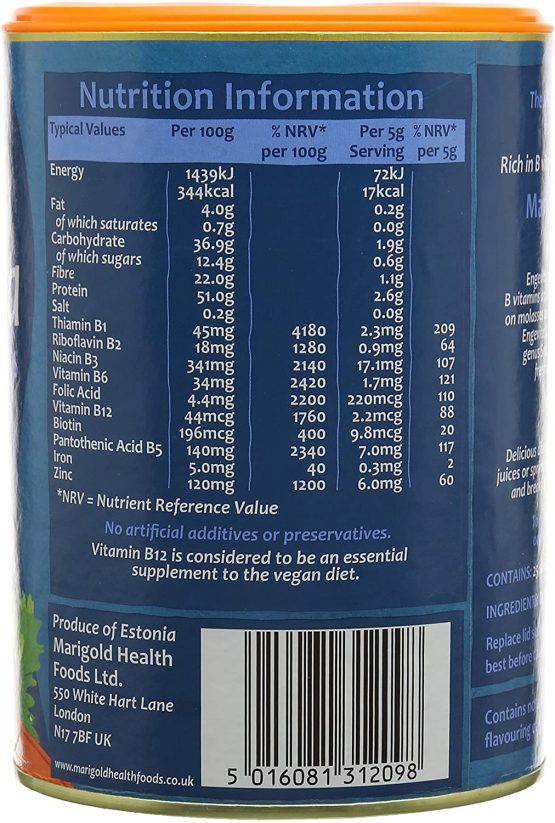 Nutrition Information
Typical Values Per 100g % NRV* per 100g Per 5g Serving % NRV* per 5g
Energy 1439kJ 72kJ
344kcal 17kcal
Fat 4.0g 0.2g
of which saturates 0.7g 0.0g
Carbohydrate 36.9g 1.9g
of which sugars 12.4g 0.6g
Fibre 22.0g 1.1g
Protein 51.0g 2.6g
Salt 0.2g 0.0g
Thiamin B1 45mg 4180 2.3mg 209
Riboflavin B2 18mg 1280 0.9mg 64
Niacin B3 341mg 2140 17.1mg 107
Vitamin B6 34mg 2420 1.7mg 121
Folic Acid 4.4mg 2200 220mcg 110
Vitamin B12 44mcg 1760 2.2mcg 88
Biotin 196mcg 400 9.8mcg 20
Pantothenic Acid B5 140mg 2340 7.0mg 117
Iron 5.0mg 40 0.3mg 2
Zinc 120mg 1200 6.0mg 60
*NRV = Nutrient Reference Value
No artificial additives or preservatives.
Vitamin B12 is considered to be an essential
supplement to the vegan diet.
Produce of Estonia
Marigold Health
Foods Ltd.
550 White Hart Lane
London
N17 7BF UK
www.marigoldhealthfoods.co.uk
5 016081 312098
The
Rich in B
B vitamins
on molasses
Delicious
juices or
and
CONTAINS:
Replace lid
best before
Contains no
flavouring